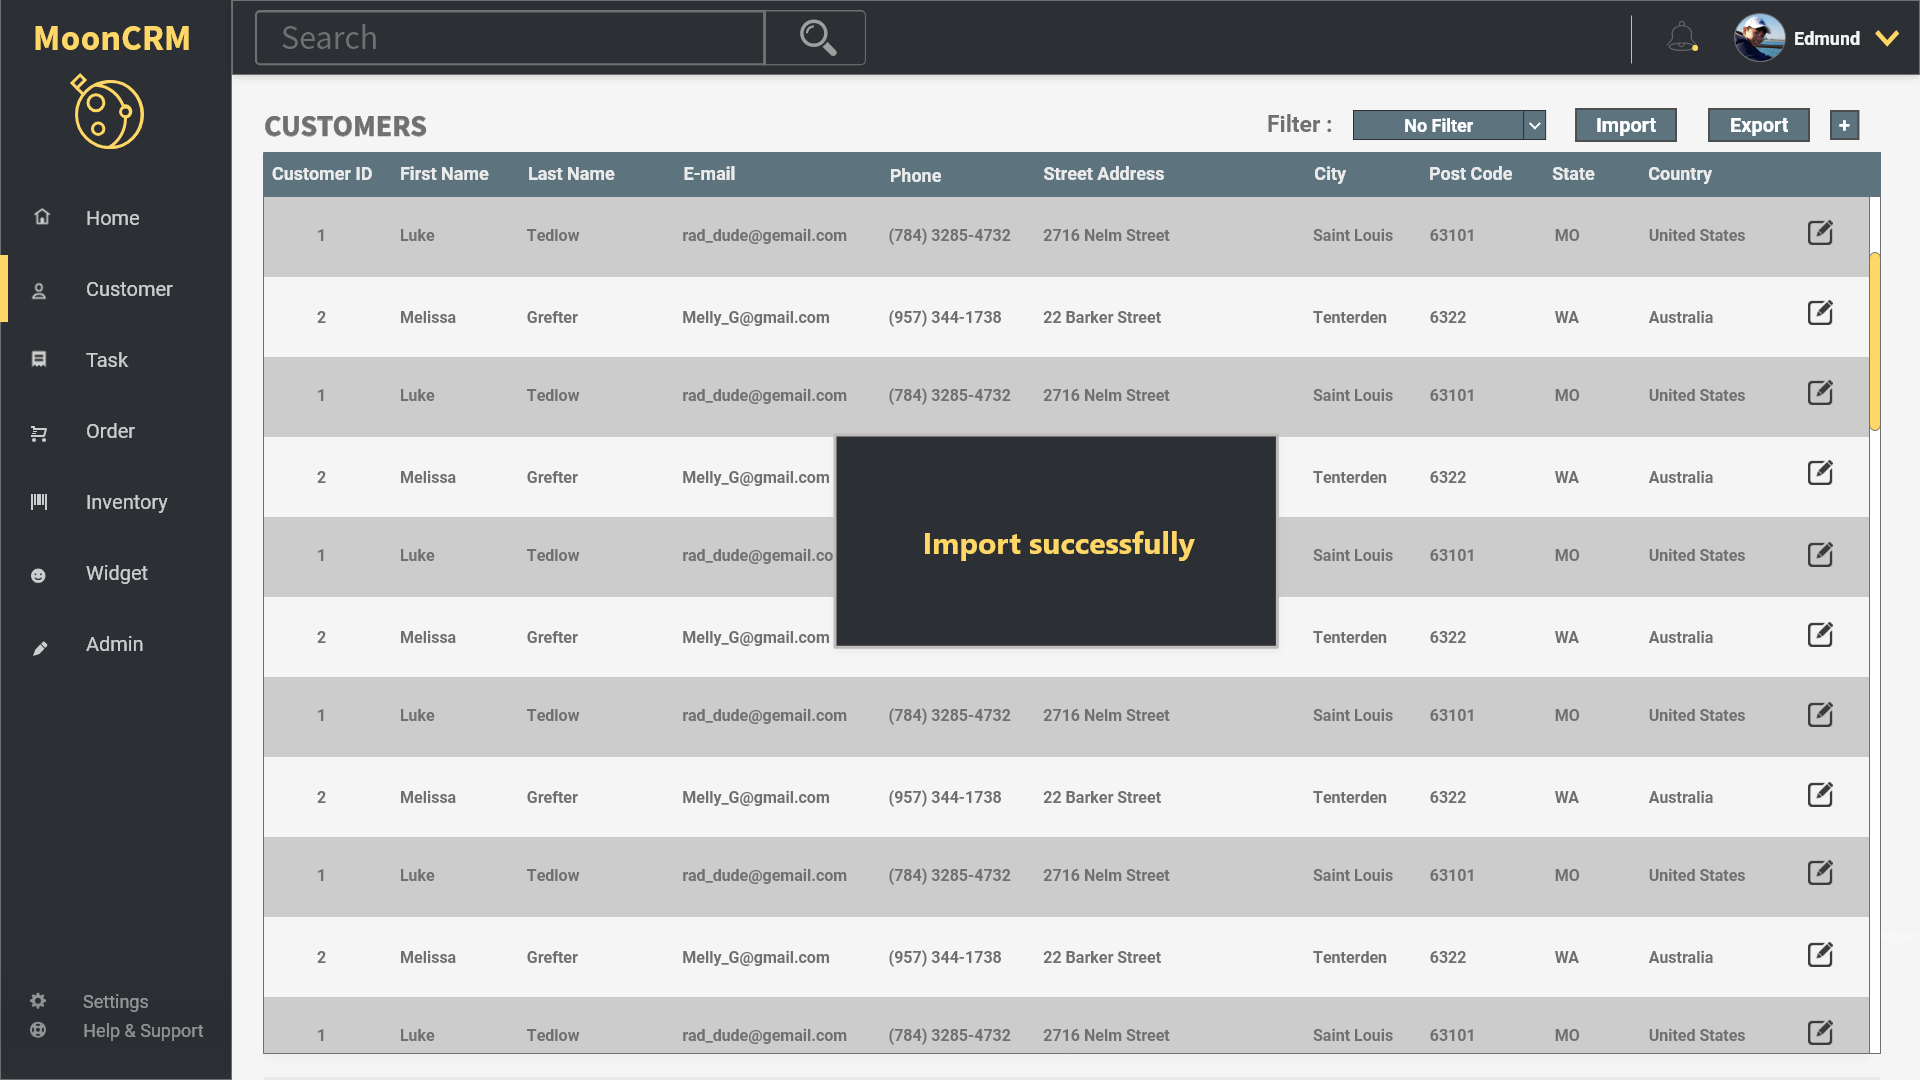 MoonCRM
Search
Edmund
CUSTOMERS
Filter : No Filter Import Export +
Customer ID First Name Last Name E-mail Phone Street Address City Post Code State Country
Home
Customer
Task
Order
Inventory
Widget
Admin
Settings
Help & Support
1 Luke Tedlow rad_dude@gemail.com (784) 3285-4732 2716 Nelm Street Saint Louis 63101 MO United States
2 Melissa Grefter Melly_G@gmail.com (957) 344-1738 22 Barker Street Tenterden 6322 WA Australia
1 Luke Tedlow rad_dude@gemail.com (784) 3285-4732 2716 Nelm Street Saint Louis 63101 MO United States
2 Melissa Grefter Melly_G@gmail.com Tenterden 6322 WA Australia
1 Luke Tedlow rad_dude@gemail.co Saint Louis 63101 MO United States
Import successfully
2 Melissa Grefter Melly_G@gmail.com Tenterden 6322 WA Australia
1 Luke Tedlow rad_dude@gemail.com (784) 3285-4732 2716 Nelm Street Saint Louis 63101 MO United States
2 Melissa Grefter Melly_G@gmail.com (957) 344-1738 22 Barker Street Tenterden 6322 WA Australia
1 Luke Tedlow rad_dude@gemail.com (784) 3285-4732 2716 Nelm Street Saint Louis 63101 MO United States
2 Melissa Grefter Melly_G@gmail.com (957) 344-1738 22 Barker Street Tenterden 6322 WA Australia
1 Luke Tedlow rad_dude@gemail.com (784) 3285-4732 2716 Nelm Street Saint Louis 63101 MO United States